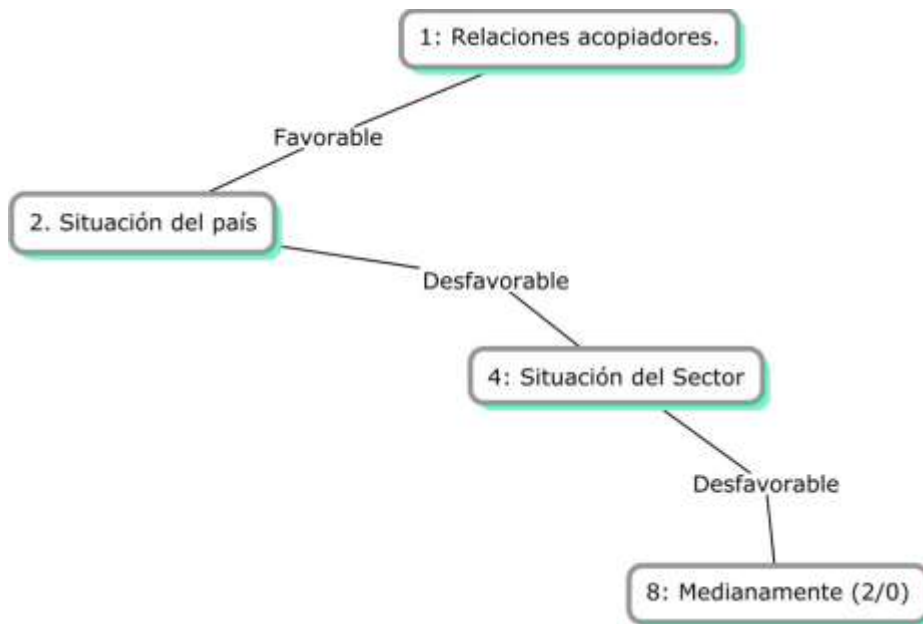 1: Relaciones acopiadores.
Favorable
2. Situación del país
Desfavorable
4: Situación del Sector
Desfavorable
8: Medianamente (2/0)